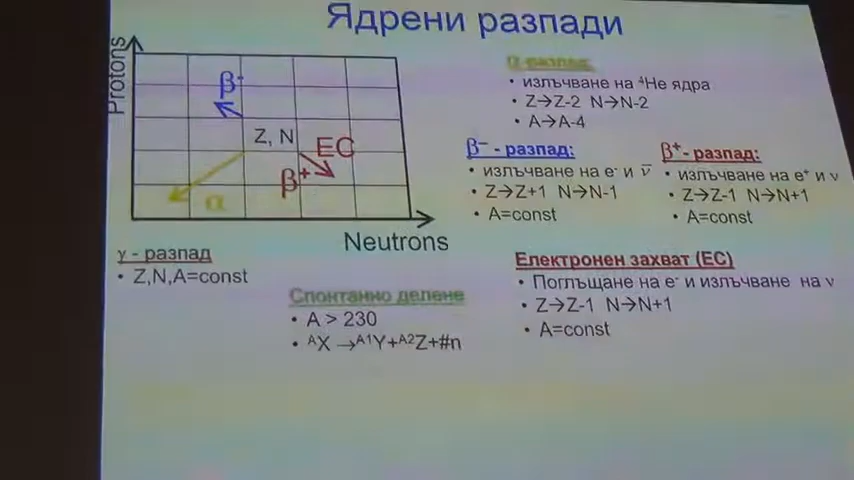 Ядрени разпади
Protons
β-
Z, N
EC
β+
α
Neutrons
α-разпад:
• излъчване на ⁴He ядра
• Z→Z-2 N→N-2
• A→A-4
β⁻ - разпад:
• излъчване на e⁻ и ν̅
• Z→Z+1 N→N-1
• A=const
β⁺- разпад:
• излъчване на e⁺ и ν
• Z→Z-1 N→N+1
• A=const
γ - разпад
• Z,N,A=const
Спонтанно делене
• A > 230
• ᴬX →ᴬ¹Y+ᴬ²Z+#n
Електронен захват (EC)
• Поглъщане на e⁻ и излъчване на ν
• Z→Z-1 N→N+1
• A=const